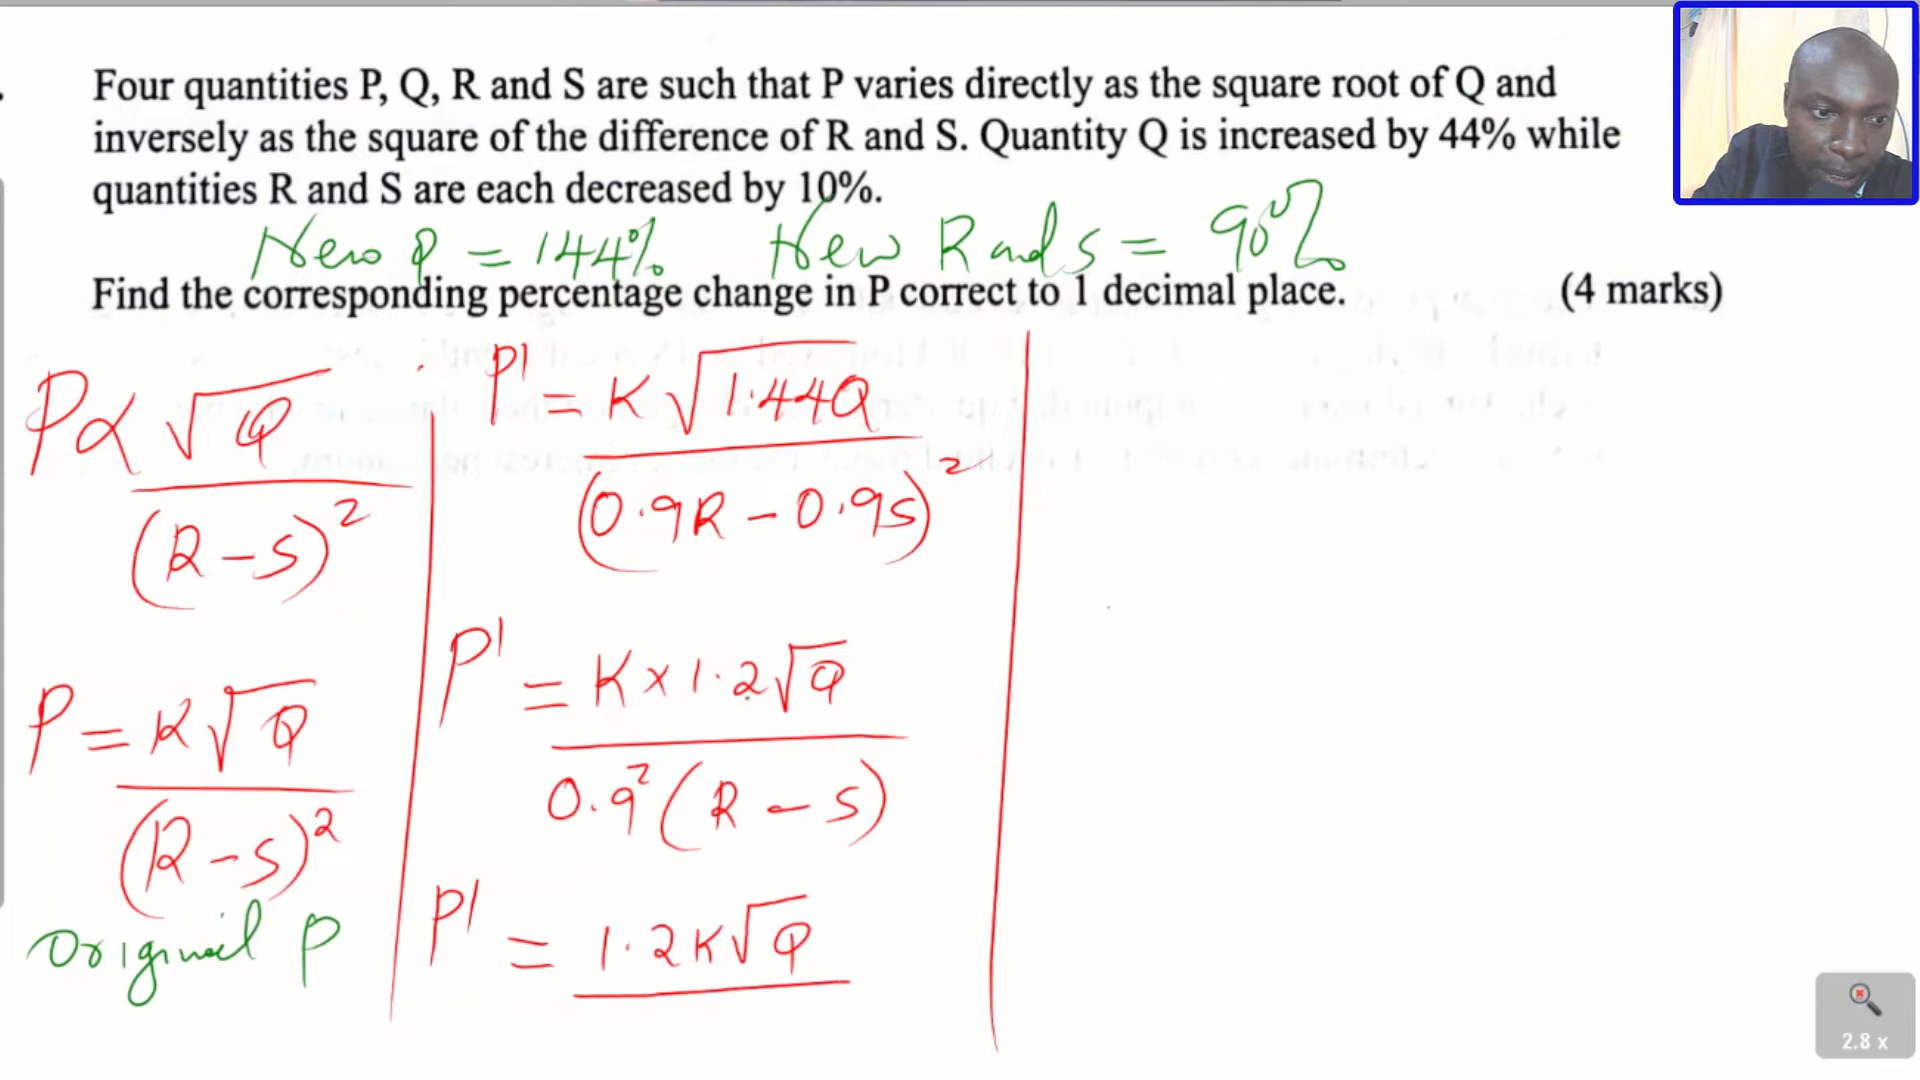 Four quantities P, Q, R and S are such that P varies directly as the square root of Q and
inversely as the square of the difference of R and S. Quantity Q is increased by 44% while
quantities R and S are each decreased by 10%.
New Q = 144% New R and S = 90%
Find the corresponding percentage change in P correct to 1 decimal place. (4 marks)
P ∝ √Q
(R - S)²
P = K√Q
(R - S)²
Original P
P' = K√1.44Q
(0.9R - 0.9S)²
P' = K × 1.2√Q
0.9² (R - S)
P' = 1.2K√Q
2.8 x